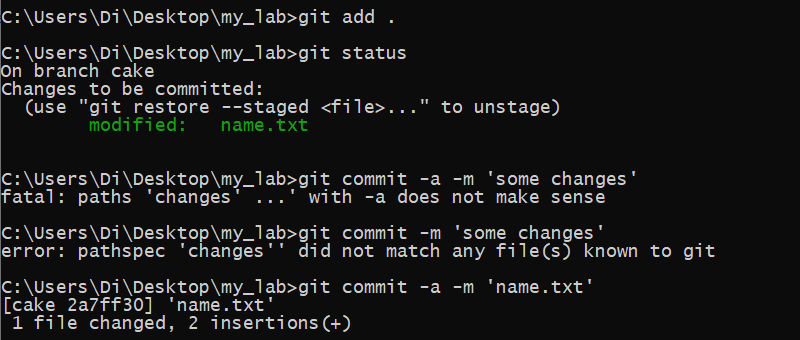 C:\Users\Di\Desktop\my_lab>git add .
C:\Users\Di\Desktop\my_lab>git status
On branch cake
Changes to be committed:
  (use "git restore --staged <file>..." to unstage)
        modified:   name.txt
C:\Users\Di\Desktop\my_lab>git commit -a -m 'some changes'
fatal: paths 'changes' ...' with -a does not make sense
C:\Users\Di\Desktop\my_lab>git commit -m 'some changes'
error: pathspec 'changes'' did not match any file(s) known to git
C:\Users\Di\Desktop\my_lab>git commit -a -m 'name.txt'
[cake 2a7ff30] 'name.txt'
 1 file changed, 2 insertions(+)